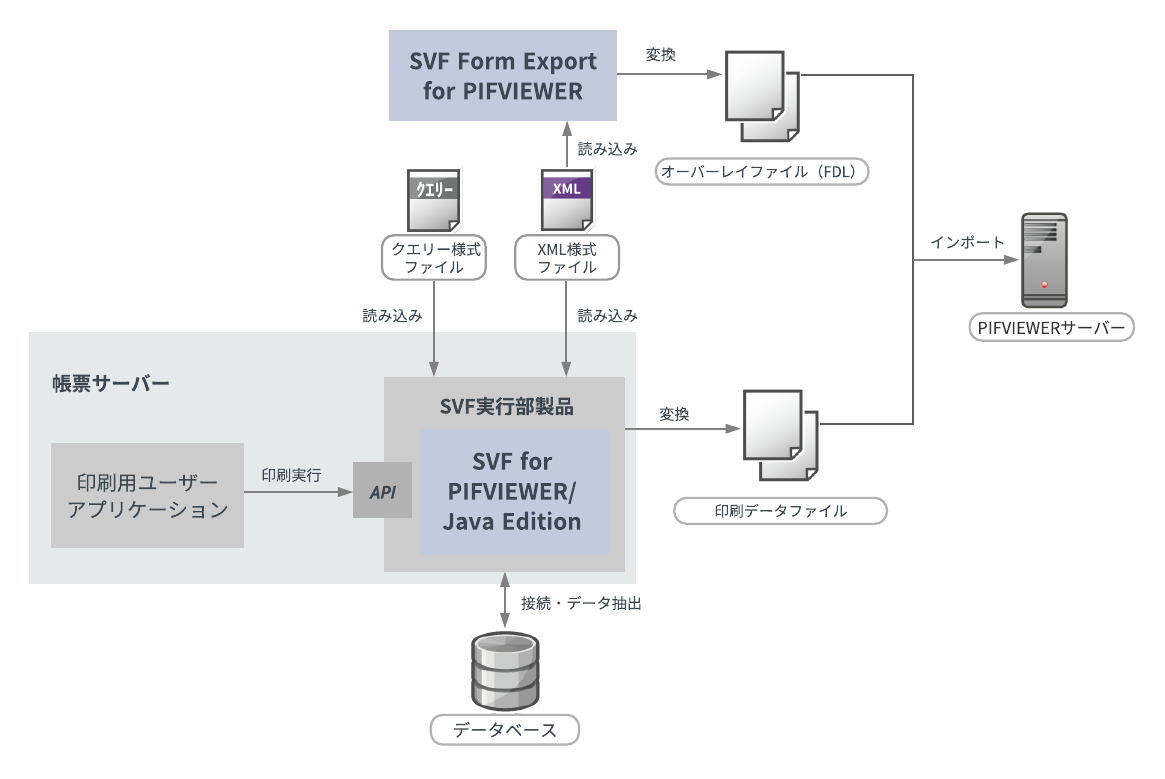 SVF Form Export
for PIFVIEWER
変換
読み込み
オーバーレイファイル（FDL）
クエリー
XML
クエリー様式
ファイル
XML様式
ファイル
インポート
PIFVIEWERサーバー
読み込み
読み込み
帳票サーバー
SVF実行部製品
変換
印刷用ユーザー
アプリケーション
印刷実行
API
SVF for
PIFVIEWER/
Java Edition
印刷データファイル
接続・データ抽出
データベース